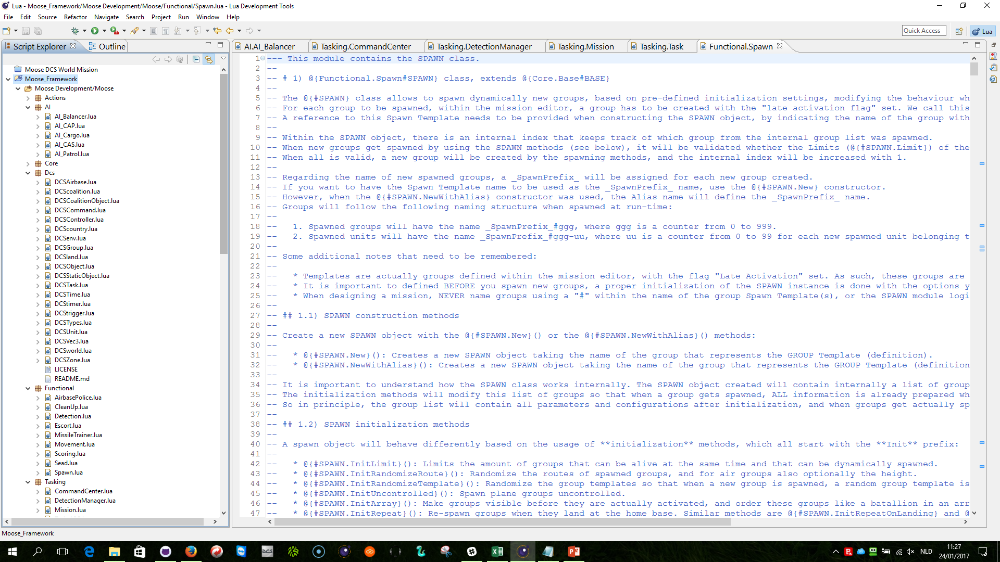 Lua - Moose_Framework/Moose Development/Moose/Functional/Spawn.lua - Lua Development Tools
File Edit Source Refactor Navigate Search Project Run Window Help
Quick Access
Lua
Script Explorer
Outline
AI.AI_Balancer
Tasking.CommandCenter
Tasking.DetectionManager
Tasking.Mission
Tasking.Task
Functional.Spawn
Moose DCS World Mission
Moose_Framework
Moose Development/Moose
Actions
AI
AI_Balancer.lua
AI_CAP.lua
AI_Cargo.lua
AI_CAS.lua
AI_Patrol.lua
Core
Dcs
DCSAirbase.lua
DCScoalition.lua
DCSCoalitionObject.lua
DCSCommand.lua
DCSController.lua
DCScountry.lua
DCSenv.lua
DCSGroup.lua
DCSland.lua
DCSObject.lua
DCSStaticObject.lua
DCSTask.lua
DCSTime.lua
DCStimer.lua
DCStrigger.lua
DCSTypes.lua
DCSUnit.lua
DCSVec3.lua
DCSworld.lua
DCSZone.lua
LICENSE
README.md
Functional
AirbasePolice.lua
CleanUp.lua
Detection.lua
Escort.lua
MissileTrainer.lua
Movement.lua
Scoring.lua
Sead.lua
Spawn.lua
Tasking
CommandCenter.lua
DetectionManager.lua
Mission.lua
1 --- This module contains the SPAWN class.
2 --
3 -- # 1) @{Functional.Spawn#SPAWN} class, extends @{Core.Base#BASE}
4 --
5 -- The @{#SPAWN} class allows to spawn dynamically new groups, based on pre-defined initialization settings, modifying the behaviour wh
6 -- For each group to be spawned, within the mission editor, a group has to be created with the "late activation flag" set. We call this
7 -- A reference to this Spawn Template needs to be provided when constructing the SPAWN object, by indicating the name of the group with
8 --
9 -- Within the SPAWN object, there is an internal index that keeps track of which group from the internal group list was spawned.
10 -- When new groups get spawned by using the SPAWN methods (see below), it will be validated whether the Limits (@{#SPAWN.Limit}) of the
11 -- When all is valid, a new group will be created by the spawning methods, and the internal index will be increased with 1.
12 --
13 -- Regarding the name of new spawned groups, a _SpawnPrefix_ will be assigned for each new group created.
14 -- If you want to have the Spawn Template name to be used as the _SpawnPrefix_ name, use the @{#SPAWN.New} constructor.
15 -- However, when the @{#SPAWN.NewWithAlias} constructor was used, the Alias name will define the _SpawnPrefix_ name.
16 -- Groups will follow the following naming structure when spawned at run-time:
17 --
18 --   1. Spawned groups will have the name _SpawnPrefix_#ggg, where ggg is a counter from 0 to 999.
19 --   2. Spawned units will have the name _SpawnPrefix_#ggg-uu, where uu is a counter from 0 to 99 for each new spawned unit belonging t
20 --
21 -- Some additional notes that need to be remembered:
22 --
23 --   * Templates are actually groups defined within the mission editor, with the flag "Late Activation" set. As such, these groups are
24 --   * It is important to defined BEFORE you spawn new groups, a proper initialization of the SPAWN instance is done with the options y
25 --   * When designing a mission, NEVER name groups using a "#" within the name of the group Spawn Template(s), or the SPAWN module logi
26 --
27 -- ## 1.1) SPAWN construction methods
28 --
29 -- Create a new SPAWN object with the @{#SPAWN.New}() or the @{#SPAWN.NewWithAlias}() methods:
30 --
31 --   * @{#SPAWN.New}(): Creates a new SPAWN object taking the name of the group that represents the GROUP Template (definition).
32 --   * @{#SPAWN.NewWithAlias}(): Creates a new SPAWN object taking the name of the group that represents the GROUP Template (definition
33 --
34 -- It is important to understand how the SPAWN class works internally. The SPAWN object created will contain internally a list of group
35 -- The initialization methods will modify this list of groups so that when a group gets spawned, ALL information is already prepared wh
36 -- So in principle, the group list will contain all parameters and configurations after initialization, and when groups get actually sp
37 --
38 -- ## 1.2) SPAWN initialization methods
39 --
40 -- A spawn object will behave differently based on the usage of **initialization** methods, which all start with the **Init** prefix:
41 --
42 --   * @{#SPAWN.InitLimit}(): Limits the amount of groups that can be alive at the same time and that can be dynamically spawned.
43 --   * @{#SPAWN.InitRandomizeRoute}(): Randomize the routes of spawned groups, and for air groups also optionally the height.
44 --   * @{#SPAWN.InitRandomizeTemplate}(): Randomize the group templates so that when a new group is spawned, a random group template is
45 --   * @{#SPAWN.InitUncontrolled}(): Spawn plane groups uncontrolled.
46 --   * @{#SPAWN.InitArray}(): Make groups visible before they are actually activated, and order these groups like a batallion in an arr
47 --   * @{#SPAWN.InitRepeat}(): Re-spawn groups when they land at the home base. Similar methods are @{#SPAWN.InitRepeatOnLanding} and @
Moose_Framework
DCS
NLD
11:27
24/01/2017